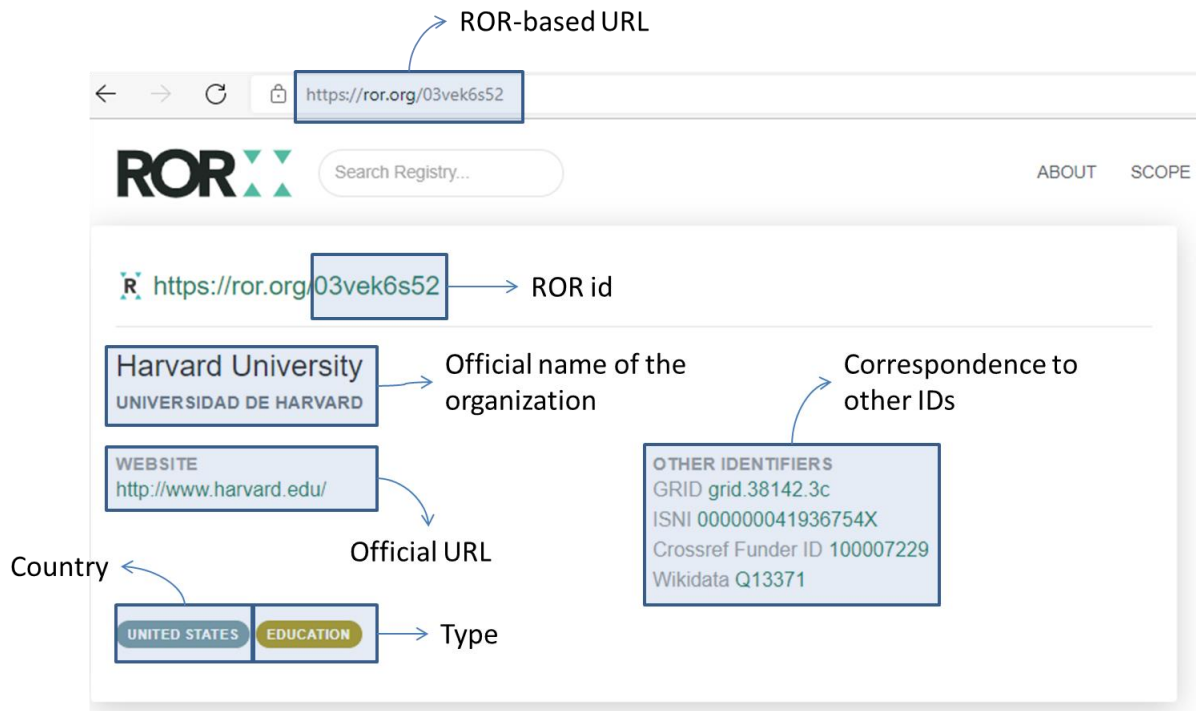 ROR-based URL
https://ror.org/03vek6s52
ROR
Search Registry...
ABOUT SCOPE
R https://ror.org/03vek6s52
ROR id
Harvard University
UNIVERSIDAD DE HARVARD
Official name of the
organization
Correspondence to
other IDs
WEBSITE
http://www.harvard.edu/
Official URL
OTHER IDENTIFIERS
GRID grid.38142.3c
ISNI 000000041936754X
Crossref Funder ID 100007229
Wikidata Q13371
Country
UNITED STATES
EDUCATION
Type